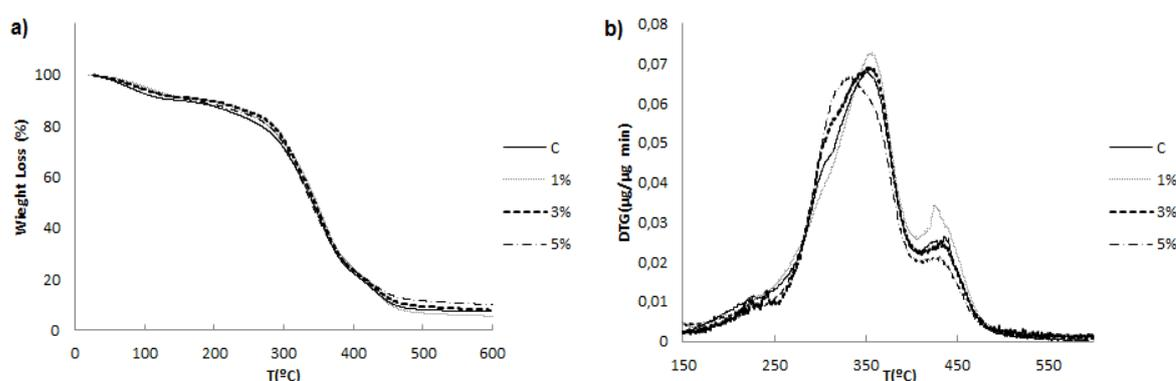 a)
Wieght Loss (%)
100
80
60
40
20
0
0 100 200 300 400 500 600
T(ºC)
C
1%
3%
5%
b)
DTG(µg/µg min)
0,08
0,07
0,06
0,05
0,04
0,03
0,02
0,01
0
150 250 350 450 550
T(ºC)
C
1%
3%
5%